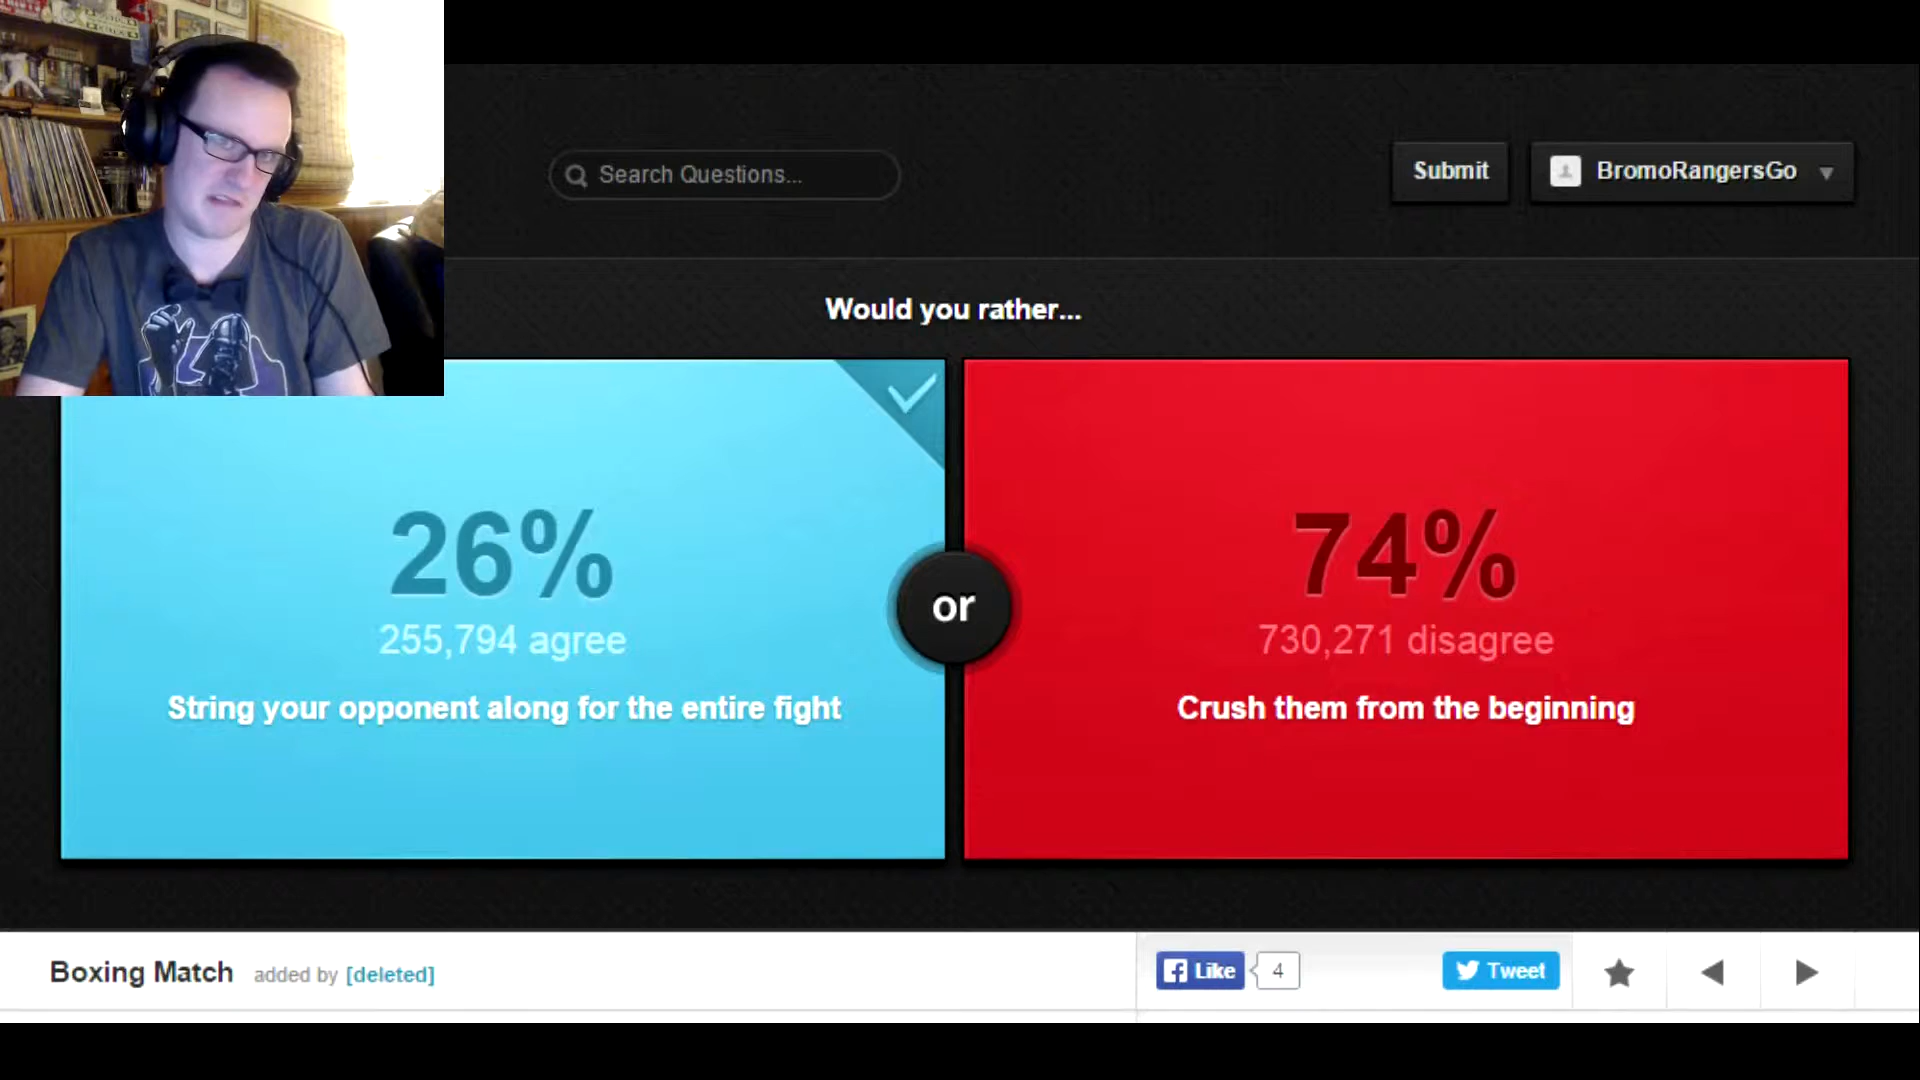 Search Questions...
Submit
BromoRangersGo
Would you rather...
26%
255,794 agree
String your opponent along for the entire fight
or
74%
730,271 disagree
Crush them from the beginning
Boxing Match added by [deleted]
Like 4
Tweet